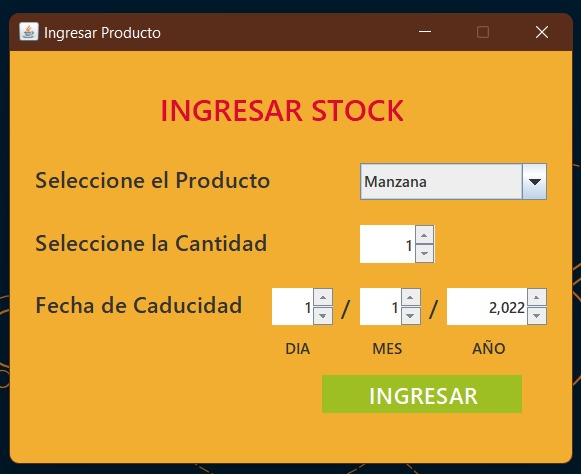 Ingresar Producto
INGRESAR STOCK
Seleccione el Producto Manzana
Seleccione la Cantidad 1
Fecha de Caducidad 1 / 1 / 2,022
DIA MES AÑO
INGRESAR